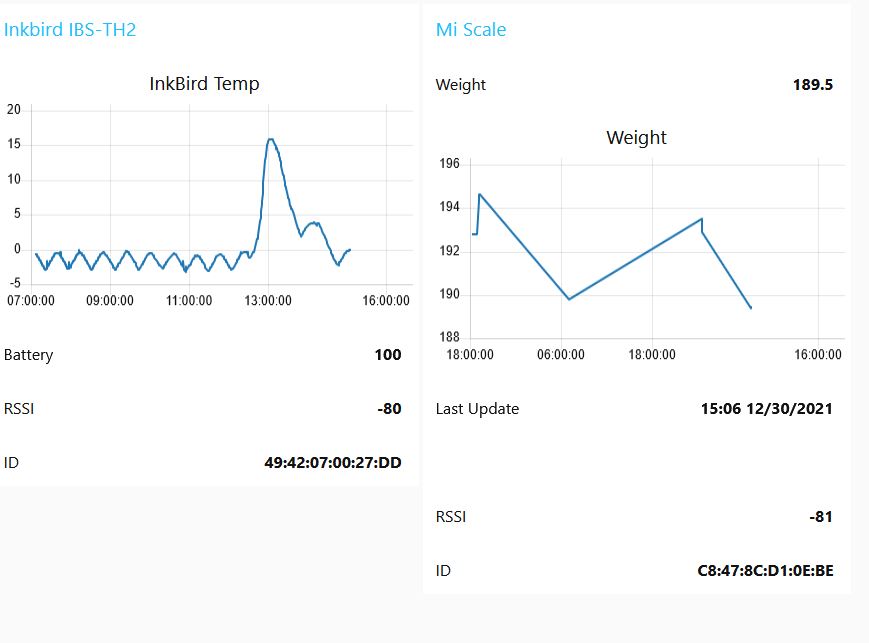 Inkbird IBS-TH2
InkBird Temp
20
15
10
5
0
-5
07:00:00 09:00:00 11:00:00 13:00:00 16:00:00
Battery 100
RSSI -80
ID 49:42:07:00:27:DD
Mi Scale
Weight 189.5
Weight
196
194
192
190
188
18:00:00 06:00:00 18:00:00 16:00:00
Last Update 15:06 12/30/2021
RSSI -81
ID C8:47:8C:D1:0E:BE